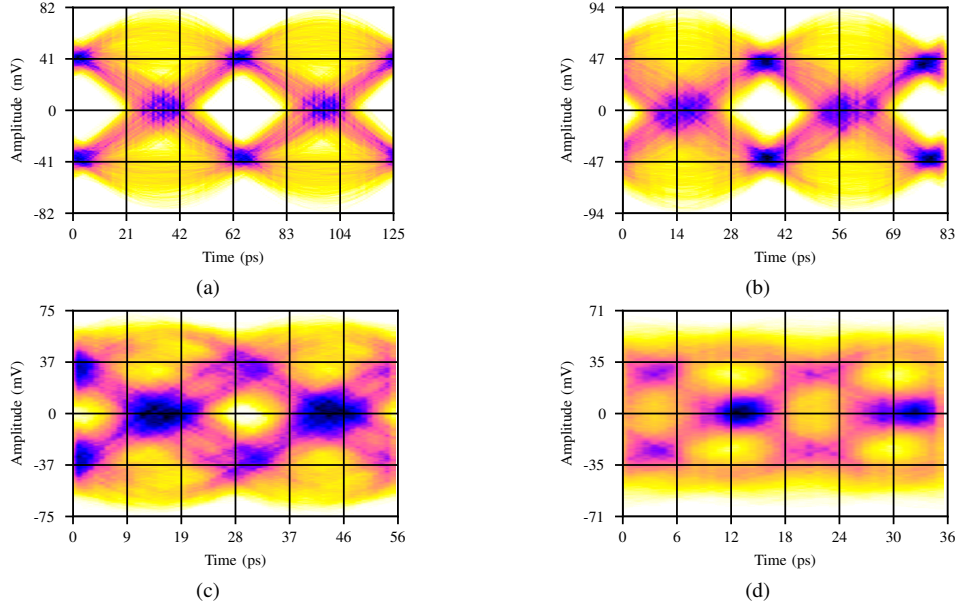 82
41
0
-41
-82
Amplitude (mV)
0 21 42 62 83 104 125
Time (ps)
(a)
94
47
0
-47
-94
Amplitude (mV)
0 14 28 42 56 69 83
Time (ps)
(b)
75
37
0
-37
-75
Amplitude (mV)
0 9 19 28 37 46 56
Time (ps)
(c)
71
35
0
-35
-71
Amplitude (mV)
0 6 12 18 24 30 36
Time (ps)
(d)